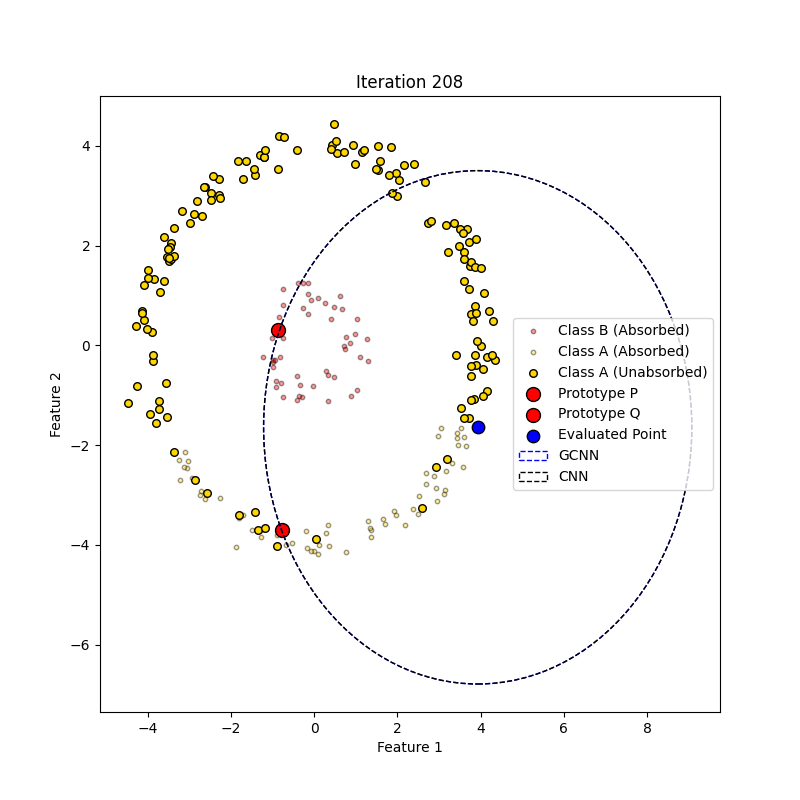 Iteration 208
4
2
0
−2
−4
−6
Feature 2
Class B (Absorbed)
Class A (Absorbed)
Class A (Unabsorbed)
Prototype P
Prototype Q
Evaluated Point
GCNN
CNN
−4 −2 0 2 4 6 8
Feature 1